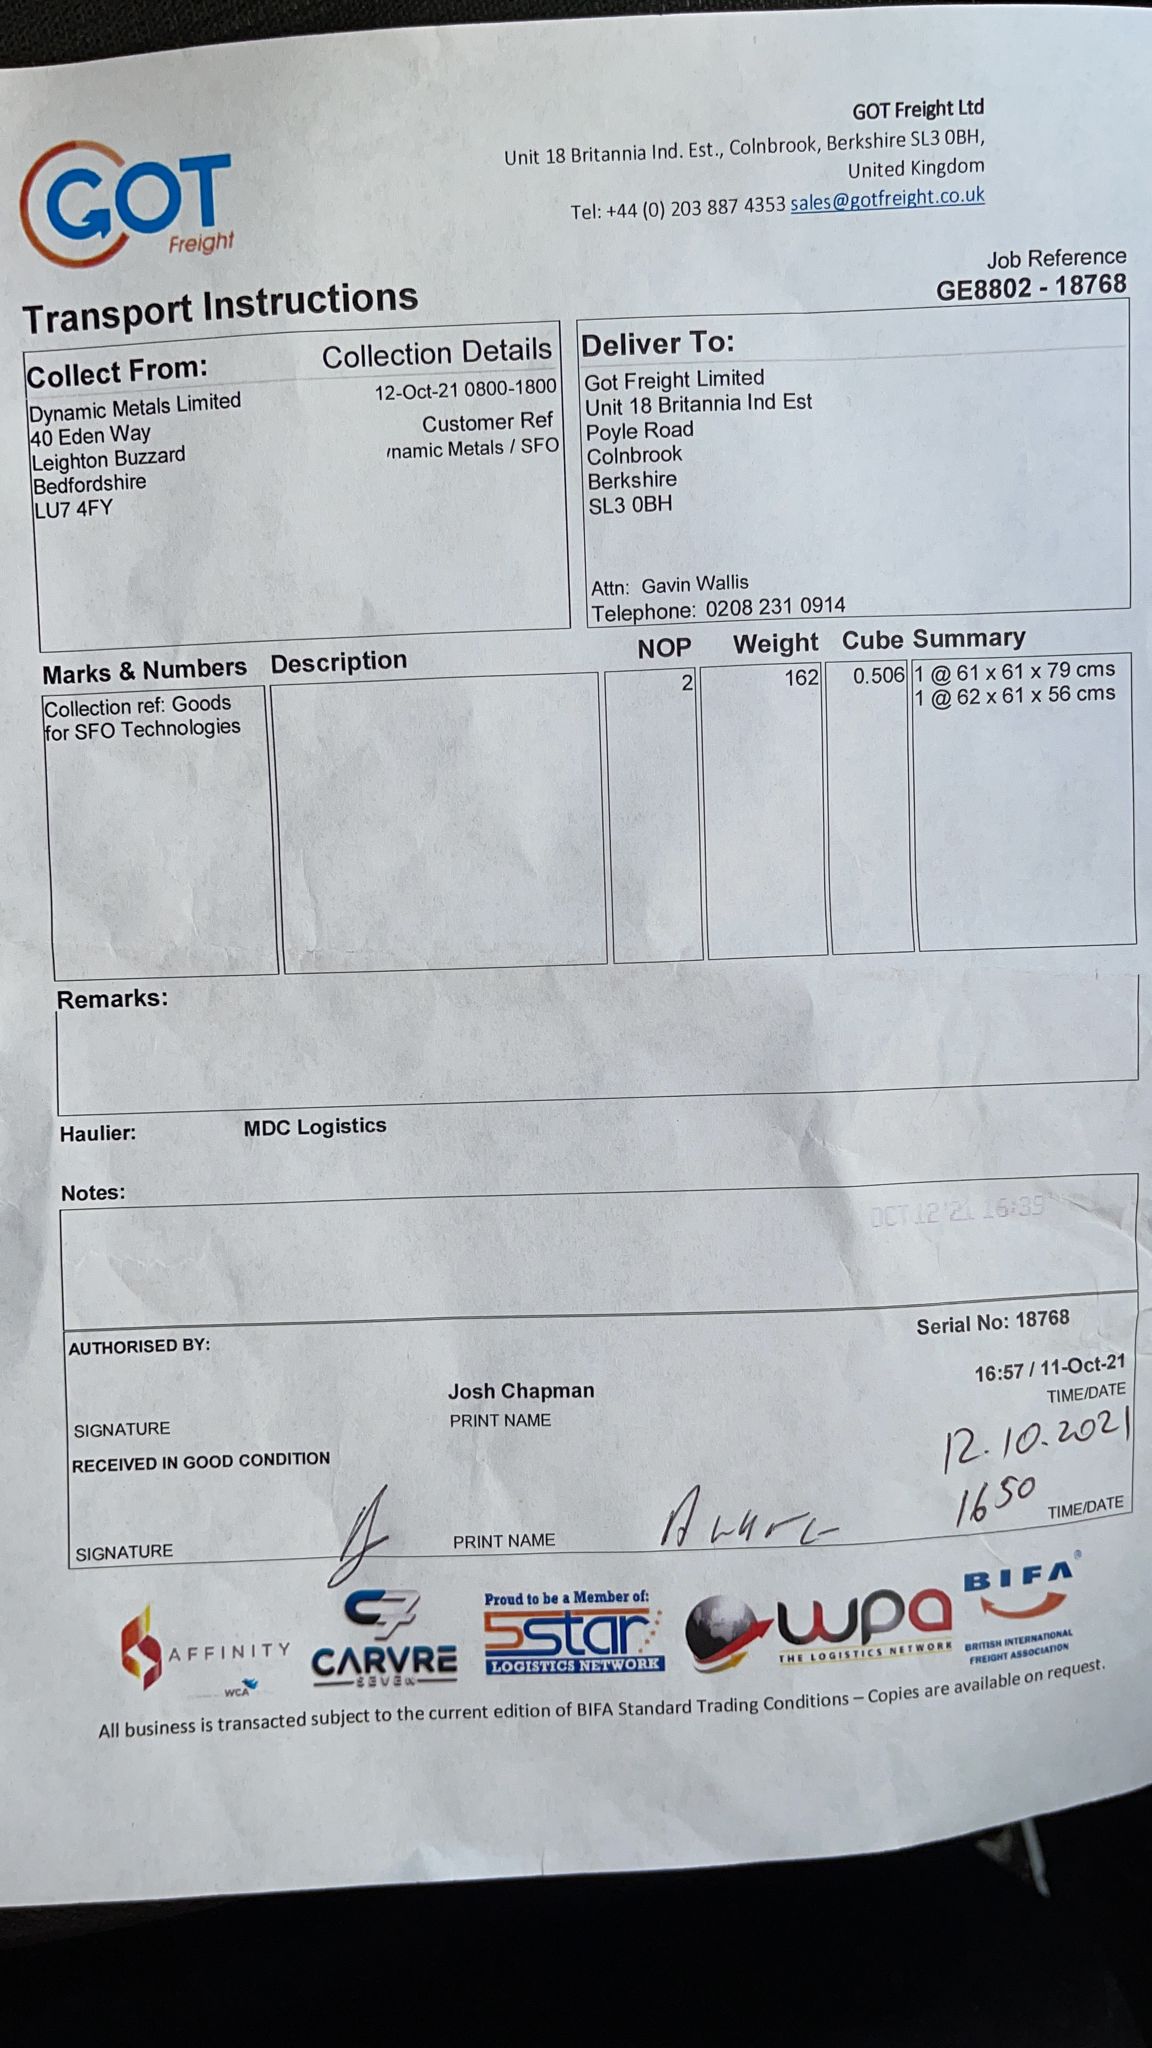 GOT
Freight
GOT Freight Ltd
Unit 18 Britannia Ind. Est., Colnbrook, Berkshire SL3 0BH,
United Kingdom
Tel: +44 (0) 203 887 4353 sales@gotfreight.co.uk
Job Reference
GE8802 - 18768
Transport Instructions
Collect From:
Dynamic Metals Limited
40 Eden Way
Leighton Buzzard
Bedfordshire
LU7 4FY
Collection Details
12-Oct-21 0800-1800
Customer Ref
namic Metals / SFO
Deliver To:
Got Freight Limited
Unit 18 Britannia Ind Est
Poyle Road
Colnbrook
Berkshire
SL3 0BH
Attn: Gavin Wallis
Telephone: 0208 231 0914
Marks & Numbers Description NOP Weight Cube Summary
Collection ref: Goods
for SFO Technologies
2 162 0.506 1 @ 61 x 61 x 79 cms
1 @ 62 x 61 x 56 cms
Remarks:
Haulier: MDC Logistics
Notes:
OCT 12 '21 16:39
Serial No: 18768
AUTHORISED BY:
16:57 / 11-Oct-21
Josh Chapman
SIGNATURE PRINT NAME TIME/DATE
RECEIVED IN GOOD CONDITION
12.10.2021
1650
SIGNATURE PRINT NAME TIME/DATE
AFFINITY
WCA
CARVRE
SEVEN
Proud to be a Member of:
5star
LOGISTICS NETWORK
wpa
THE LOGISTICS NETWORK
BIFA
BRITISH INTERNATIONAL
FREIGHT ASSOCIATION
All business is transacted subject to the current edition of BIFA Standard Trading Conditions – Copies are available on request.